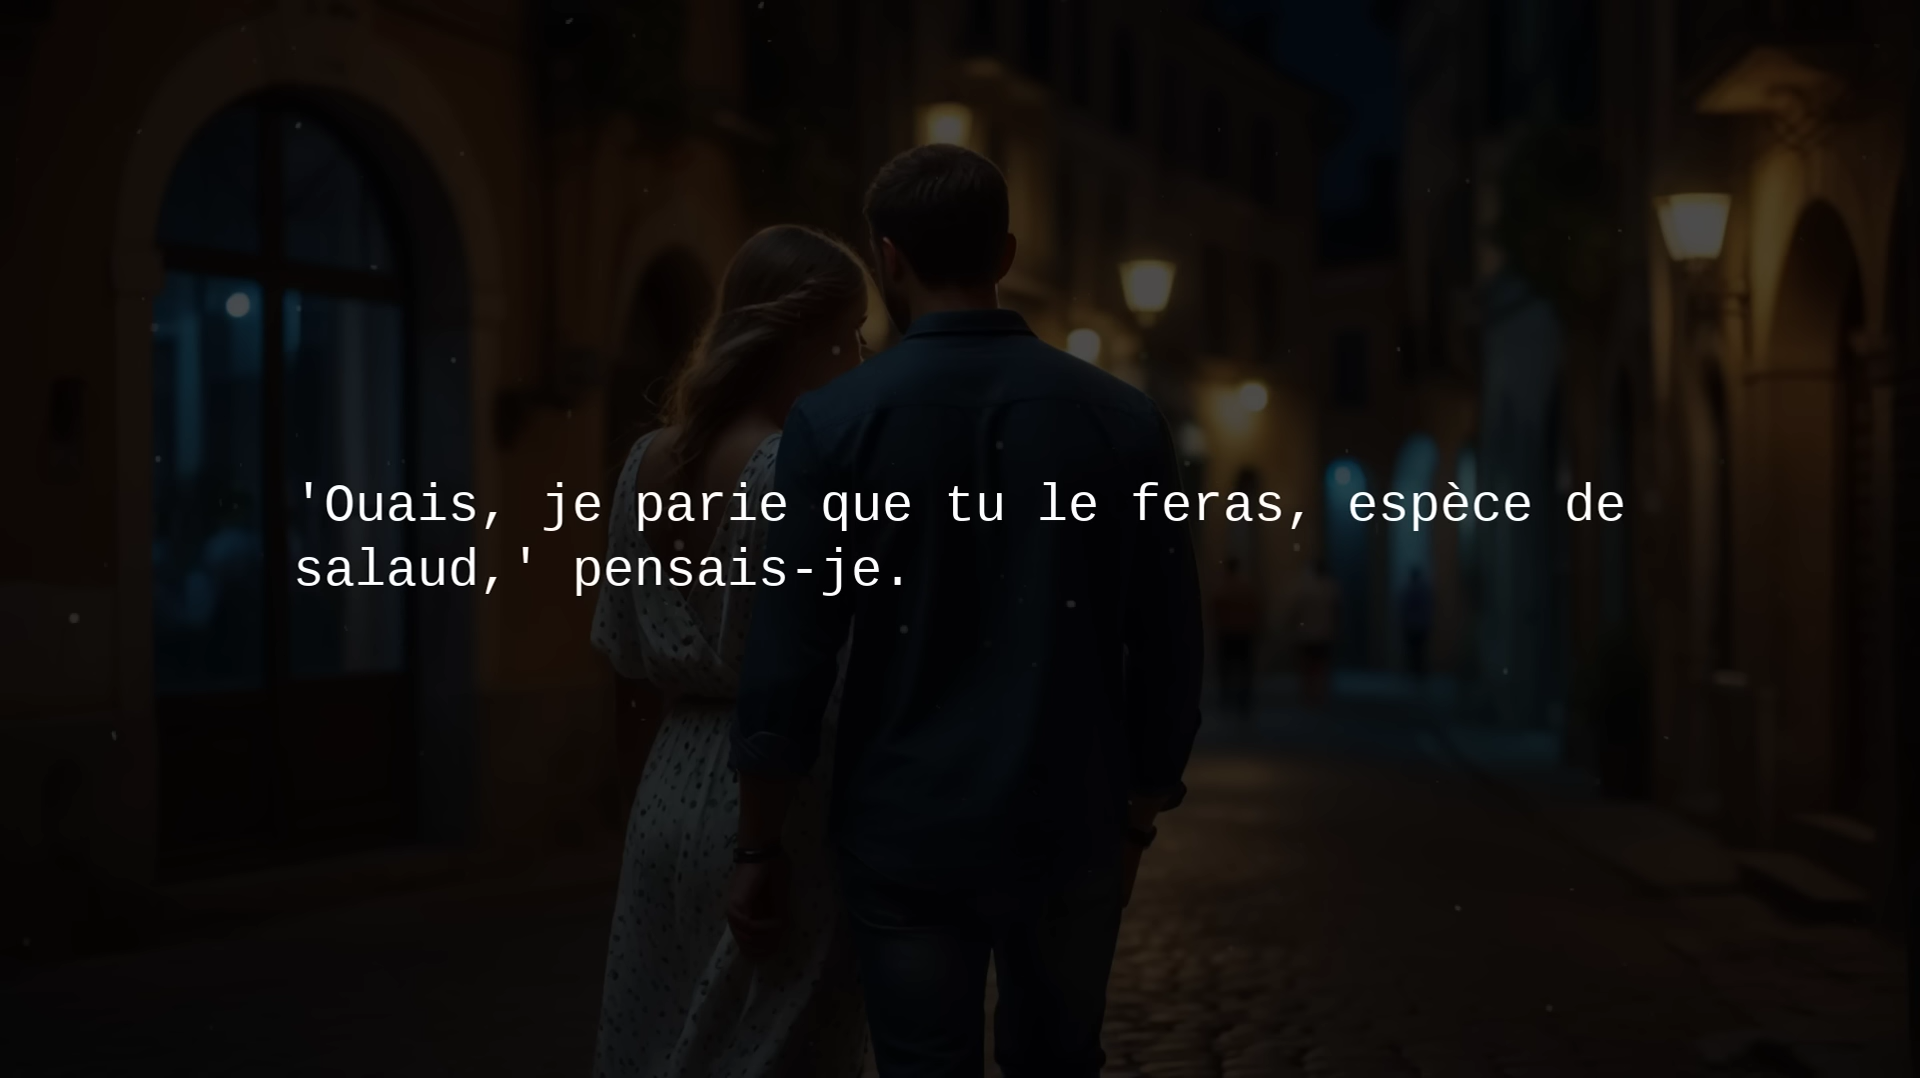 'Ouais, je parie que tu le feras, espèce de
salaud,' pensais-je.